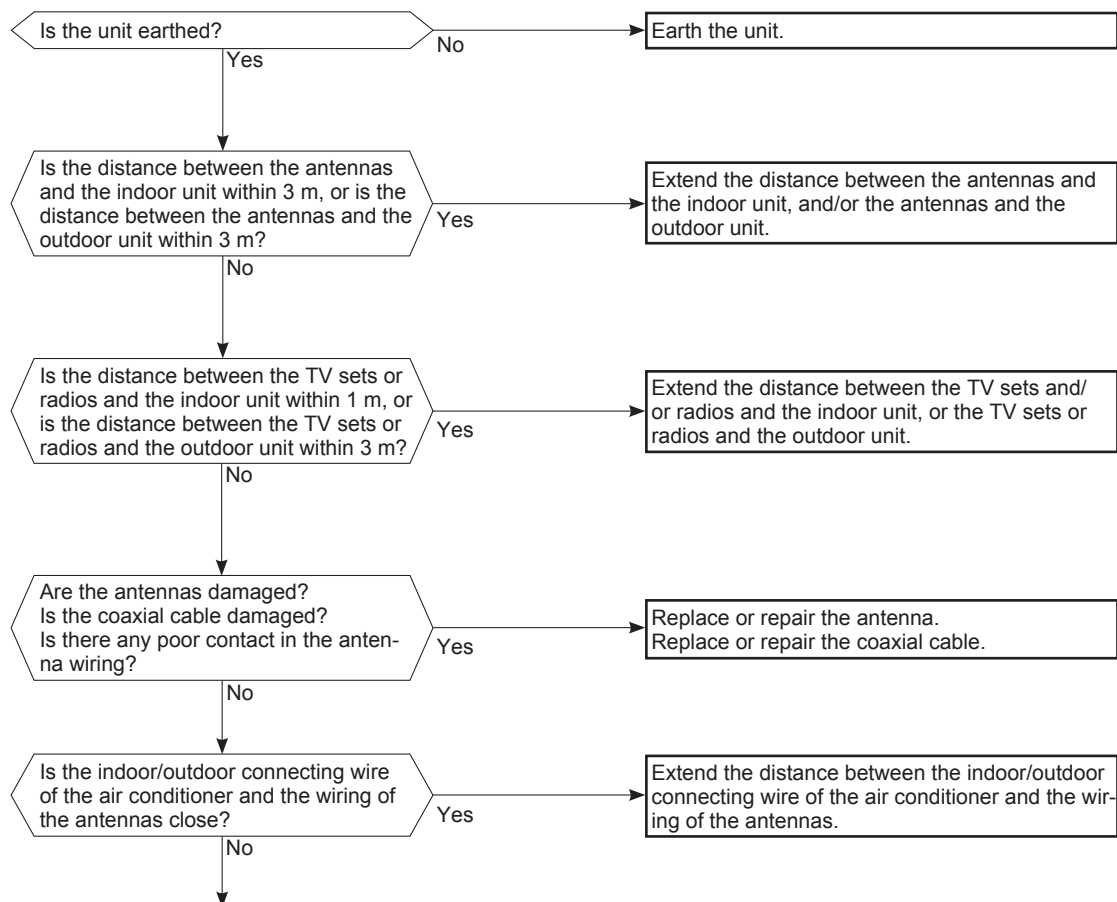 Is the unit earthed?
No
Earth the unit.
Yes
Is the distance between the antennas
and the indoor unit within 3 m, or is the
distance between the antennas and the
outdoor unit within 3 m?
Yes
Extend the distance between the antennas and
the indoor unit, and/or the antennas and the
outdoor unit.
No
Is the distance between the TV sets or
radios and the indoor unit within 1 m, or
is the distance between the TV sets or
radios and the outdoor unit within 3 m?
Yes
Extend the distance between the TV sets and/
or radios and the indoor unit, or the TV sets or
radios and the outdoor unit.
No
Are the antennas damaged?
Is the coaxial cable damaged?
Is there any poor contact in the anten-
na wiring?
Yes
Replace or repair the antenna.
Replace or repair the coaxial cable.
No
Is the indoor/outdoor connecting wire
of the air conditioner and the wiring of
the antennas close?
Yes
Extend the distance between the indoor/outdoor
connecting wire of the air conditioner and the wir-
ing of the antennas.
No